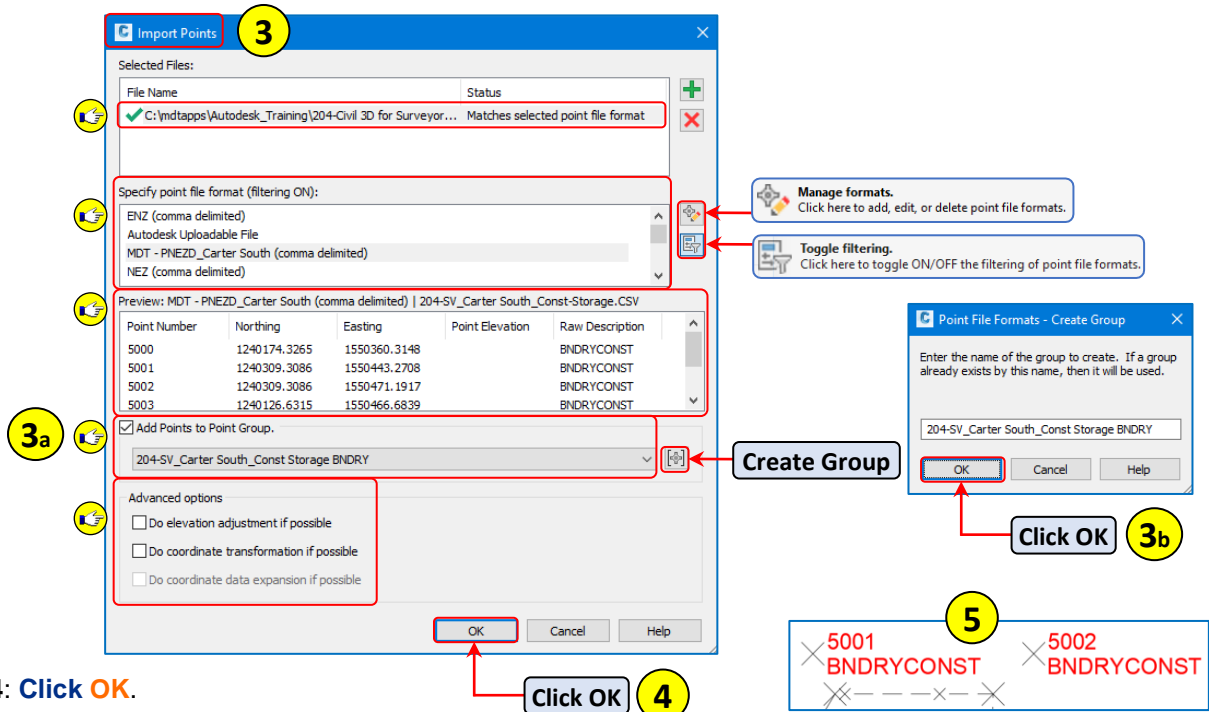 Import Points
3
Selected Files:
File Name Status
C:\mdtapps\Autodesk_Training\204-Civil 3D for Surveyor... Matches selected point file format
Specify point file format (filtering ON):
ENZ (comma delimited)
Autodesk Uploadable File
MDT - PNEZD_Carter South (comma delimited)
NEZ (comma delimited)
Manage formats.
Click here to add, edit, or delete point file formats.
Toggle filtering.
Click here to toggle ON/OFF the filtering of point file formats.
Preview: MDT - PNEZD_Carter South (comma delimited) | 204-SV_Carter South_Const-Storage.CSV
Point Number Northing Easting Point Elevation Raw Description
5000 1240174.3265 1550360.3148 BNDRYCONST
5001 1240309.3086 1550443.2708 BNDRYCONST
5002 1240309.3086 1550471.1917 BNDRYCONST
5003 1240126.6315 1550466.6839 BNDRYCONST
3a
Add Points to Point Group.
204-SV_Carter South_Const Storage BNDRY
Create Group
Advanced options
Do elevation adjustment if possible
Do coordinate transformation if possible
Do coordinate data expansion if possible
OK Cancel Help
Click OK 4
Point File Formats - Create Group
Enter the name of the group to create. If a group
already exists by this name, then it will be used.
204-SV_Carter South_Const Storage BNDRY
OK Cancel Help
Click OK 3b
5
5001 5002
BNDRYCONST BNDRYCONST
4: Click OK.